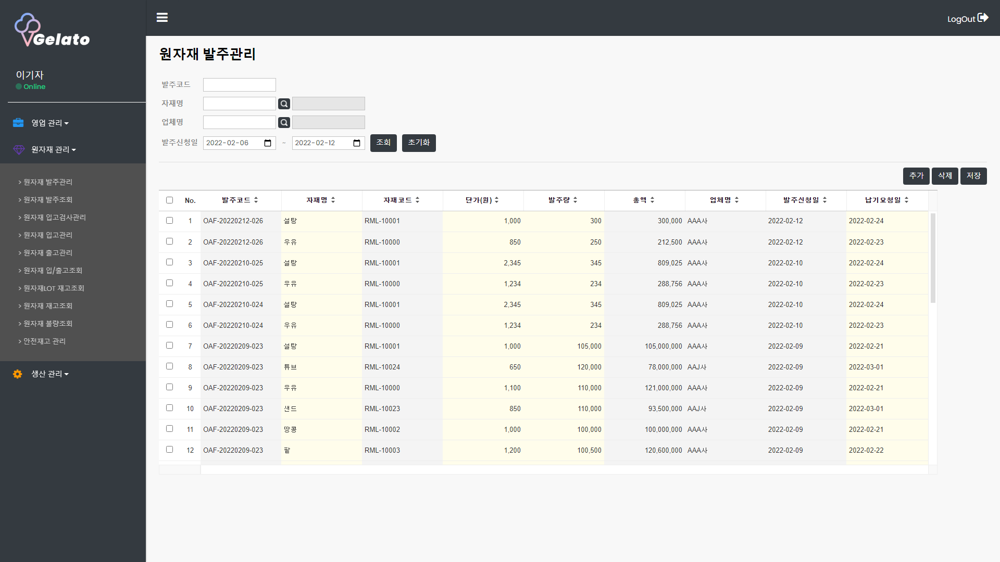 Gelato
LogOut
이기자
Online
영업 관리
원자재 관리
> 원자재 발주관리
> 원자재 발주조회
> 원자재 입고검사관리
> 원자재 입고관리
> 원자재 출고관리
> 원자재 입/출고조회
> 원자재LOT 재고조회
> 원자재 재고조회
> 원자재 불량조회
> 안전재고 관리
생산 관리
원자재 발주관리
발주코드
자재명
업체명
발주신청일 2022-02-06 ~ 2022-02-12 조회 초기화
추가 삭제 저장
No. 발주코드 자재명 자재코드 단가(원) 발주량 총액 업체명 발주신청일 납기요청일
1 OAF-20220212-026 설탕 RML-10001 1,000 300 300,000 AAA사 2022-02-12 2022-02-24
2 OAF-20220212-026 우유 RML-10000 850 250 212,500 AAA사 2022-02-12 2022-02-23
3 OAF-20220210-025 설탕 RML-10001 2,345 345 809,025 AAA사 2022-02-10 2022-02-24
4 OAF-20220210-025 우유 RML-10000 1,234 234 288,756 AAA사 2022-02-10 2022-02-23
5 OAF-20220210-024 설탕 RML-10001 2,345 345 809,025 AAA사 2022-02-10 2022-02-24
6 OAF-20220210-024 우유 RML-10000 1,234 234 288,756 AAA사 2022-02-10 2022-02-23
7 OAF-20220209-023 설탕 RML-10001 1,000 105,000 105,000,000 AAA사 2022-02-09 2022-02-21
8 OAF-20220209-023 튜브 RML-10024 650 120,000 78,000,000 AAJ사 2022-02-09 2022-03-01
9 OAF-20220209-023 우유 RML-10000 1,100 110,000 121,000,000 AAA사 2022-02-09 2022-02-21
10 OAF-20220209-023 샌드 RML-10023 850 110,000 93,500,000 AAJ사 2022-02-09 2022-03-01
11 OAF-20220209-023 땅콩 RML-10002 1,000 100,000 100,000,000 AAA사 2022-02-09 2022-02-21
12 OAF-20220209-023 팥 RML-10003 1,200 100,500 120,600,000 AAA사 2022-02-09 2022-02-22